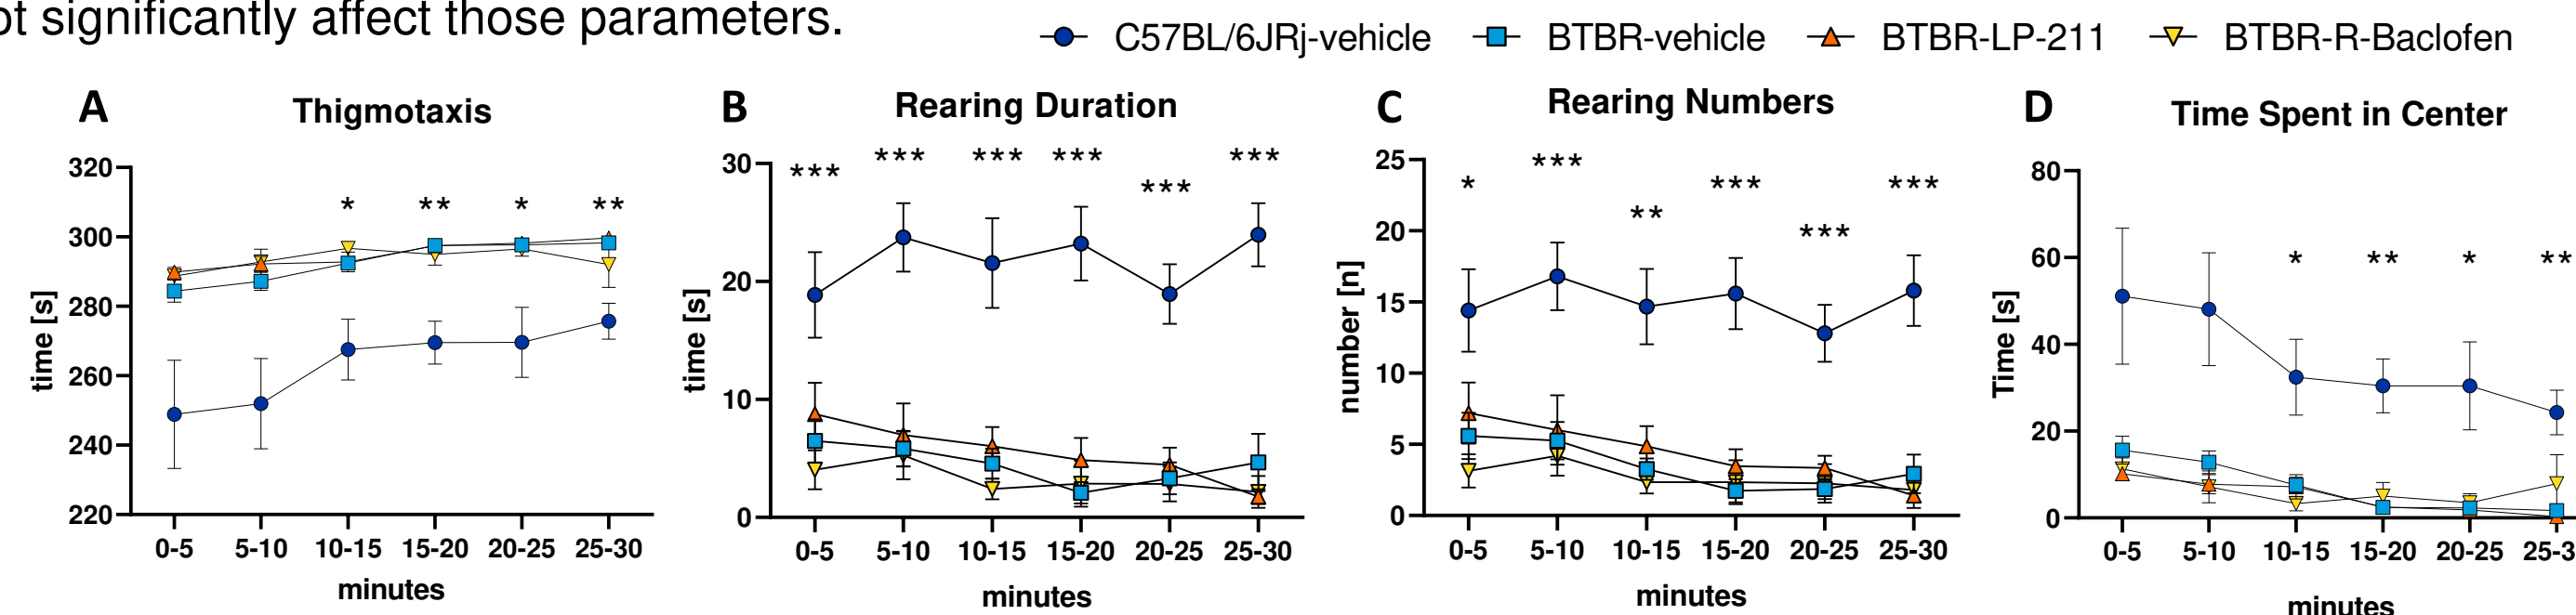 ot significantly affect those parameters.
C57BL/6JRj-vehicle BTBR-vehicle BTBR-LP-211 BTBR-R-Baclofen
A Thigmotaxis
320
300
280
260
240
220
time [s]
* ** * **
0-5 5-10 10-15 15-20 20-25 25-30
minutes
B Rearing Duration
30
20
10
0
time [s]
*** *** *** *** *** ***
0-5 5-10 10-15 15-20 20-25 25-30
minutes
C Rearing Numbers
25
20
15
10
5
0
number [n]
* *** ** *** *** ***
0-5 5-10 10-15 15-20 20-25 25-30
minutes
D Time Spent in Center
80
60
40
20
0
Time [s]
* ** * **
0-5 5-10 10-15 15-20 20-25 25-3
minutes